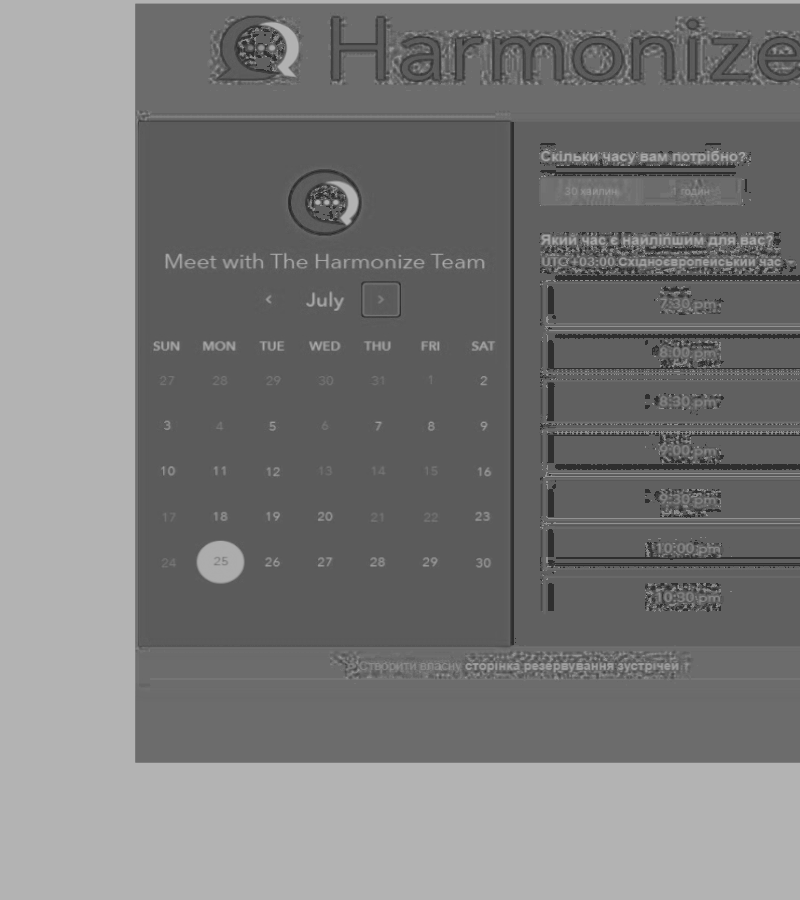 Harmonize
Meet with The Harmonize Team
July
SUN MON TUE WED THU FRI SAT
27 28 29 30 31 1 2
3 4 5 6 7 8 9
10 11 12 13 14 15 16
17 18 19 20 21 22 23
24 25 26 27 28 29 30
Скільки часу вам потрібно?
30 хвилин 1 годин
Який час є найліпшим для вас?
UTC +03:00 Східноєвропейський час
7:30 pm
8:00 pm
8:30 pm
9:00 pm
9:30 pm
10:00 pm
10:30 pm
Створити власну сторінка резервування зустрічей